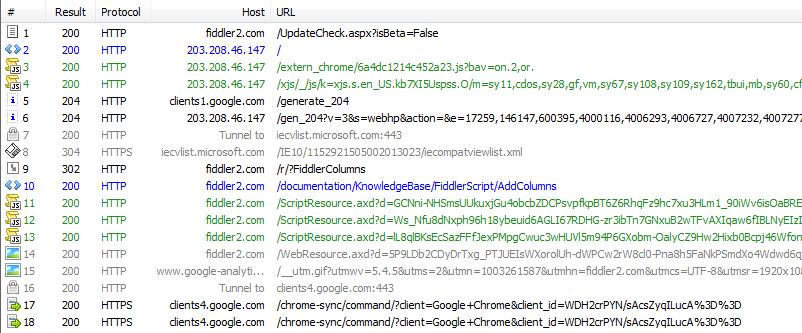 # Result Protocol Host URL
1 200 HTTP fiddler2.com /UpdateCheck.aspx?isBeta=False
2 200 HTTP 203.208.46.147 /
3 200 HTTP 203.208.46.147 /extern_chrome/6a4dc1214c452a23.js?bav=on.2,or.
4 200 HTTP 203.208.46.147 /xjs/_/js/k=xjs.s.en_US.kb7XI5Uspss.O/m=sy11,cdos,sy28,gf,vm,sy67,sy108,sy109,sy162,tbui,mb,sy60,cf
5 204 HTTP clients1.google.com /generate_204
6 204 HTTP 203.208.46.147 /gen_204?v=3&s=webhp&action=&e=17259,146147,600395,4000116,4006293,4006727,4007232,4007277
7 200 HTTP Tunnel to iecvlist.microsoft.com:443
8 304 HTTPS iecvlist.microsoft.com /IE10/1152921505002013023/iecompatviewlist.xml
9 302 HTTP fiddler2.com /r/?FiddlerColumns
10 200 HTTP fiddler2.com /documentation/KnowledgeBase/FiddlerScript/AddColumns
11 200 HTTP fiddler2.com /ScriptResource.axd?d=GCNni-NHSmsUUkuxjGu4obcbZDCPsvpfkpBT6Z6RhqFz9hc7xu3HLm1_90iWv6isOaBRE
12 200 HTTP fiddler2.com /ScriptResource.axd?d=Ws_Nfu8dNxph96h18ybeuid6AGLI67RDHG-zr3ibTn7GNxuB2wTFvAXIqaw6fIBLNyEIzI
13 200 HTTP fiddler2.com /ScriptResource.axd?d=lL8qlBKsEcSazFFfJexPMpgCwuc3wHUVl5m94P6GXobm-OalyCZ9Hw2Hixb0Bcpj46Wfon
14 200 HTTP fiddler2.com /WebResource.axd?d=5P9LDb2CDyDrTxg_PTJUEIsWXorolUh-dWPCw2rW8cl0-Pna8h5FaNkPSmdXo4Wdwd6q
15 200 HTTP www.google-analyti... /__utm.gif?utmwv=5.4.5&utms=2&utmn=1003261587&utmhn=fiddler2.com&utmcs=UTF-8&utmsr=1920x108
16 200 HTTP Tunnel to clients4.google.com:443
17 200 HTTPS clients4.google.com /chrome-sync/command/?client=Google+Chrome&client_id=WDH2crPYN/sAcsZyqILucA%3D%3D
18 200 HTTPS clients4.google.com /chrome-sync/command/?client=Google+Chrome&client_id=WDH2crPYN/sAcsZyqILucA%3D%3D